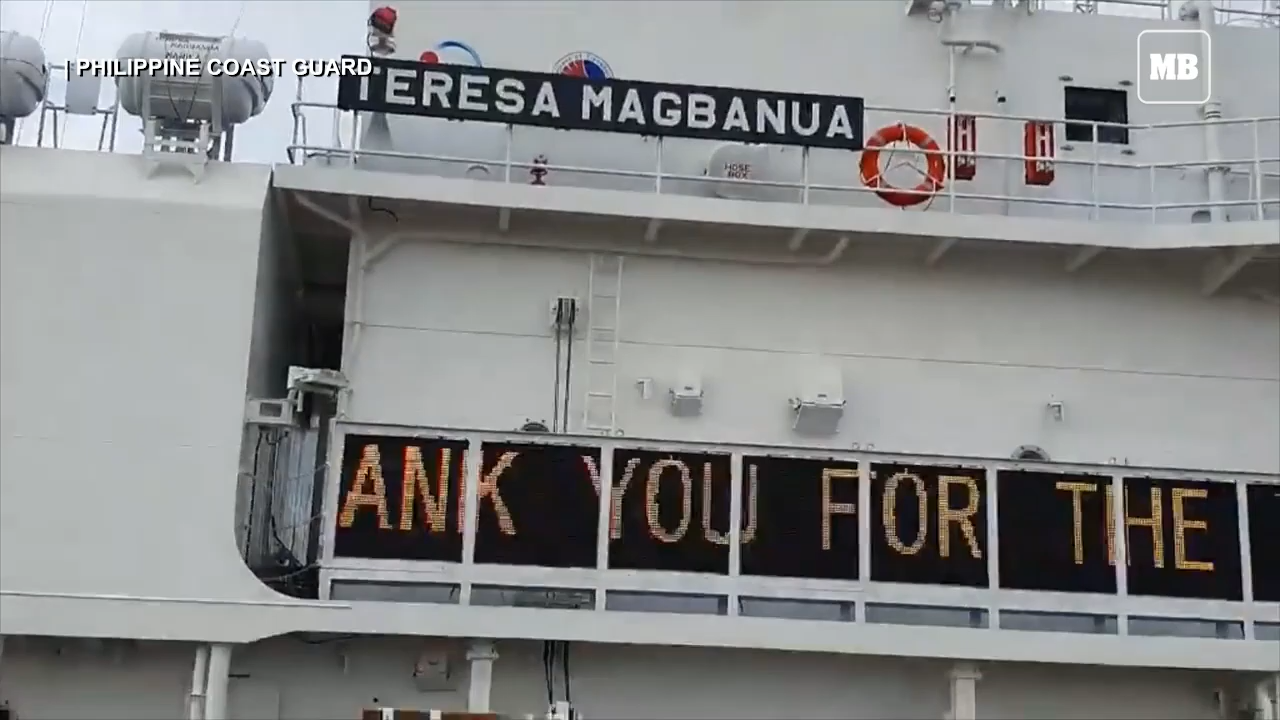 | PHILIPPINE COAST GUARD
MB
TERESA MAGBANUA
HOSE
BOX
ANK YOU FOR THE